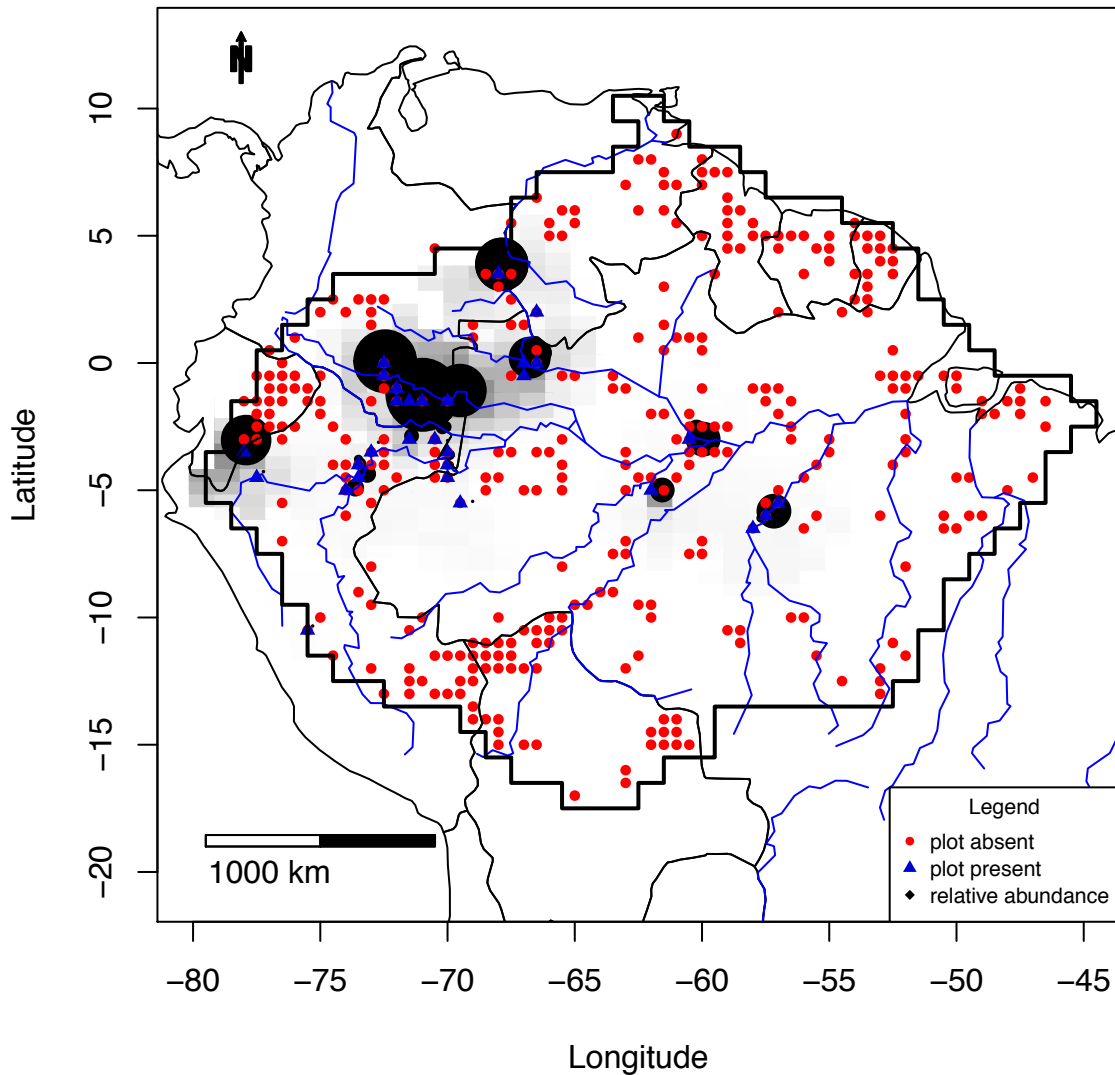 N
Latitude
10
5
0
−5
−10
−15
−20
1000 km
Legend
plot absent
plot present
relative abundance
−80 −75 −70 −65 −60 −55 −50 −45
Longitude